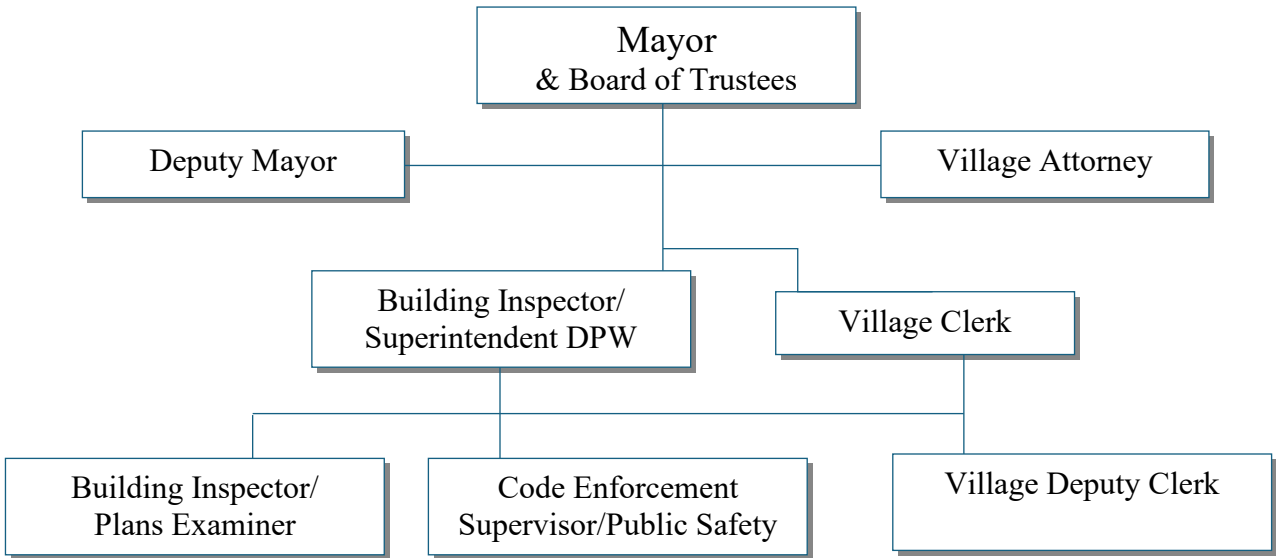 Mayor
& Board of Trustees
Deputy Mayor
Village Attorney
Building Inspector/
Superintendent DPW
Village Clerk
Building Inspector/
Plans Examiner
Code Enforcement
Supervisor/Public Safety
Village Deputy Clerk